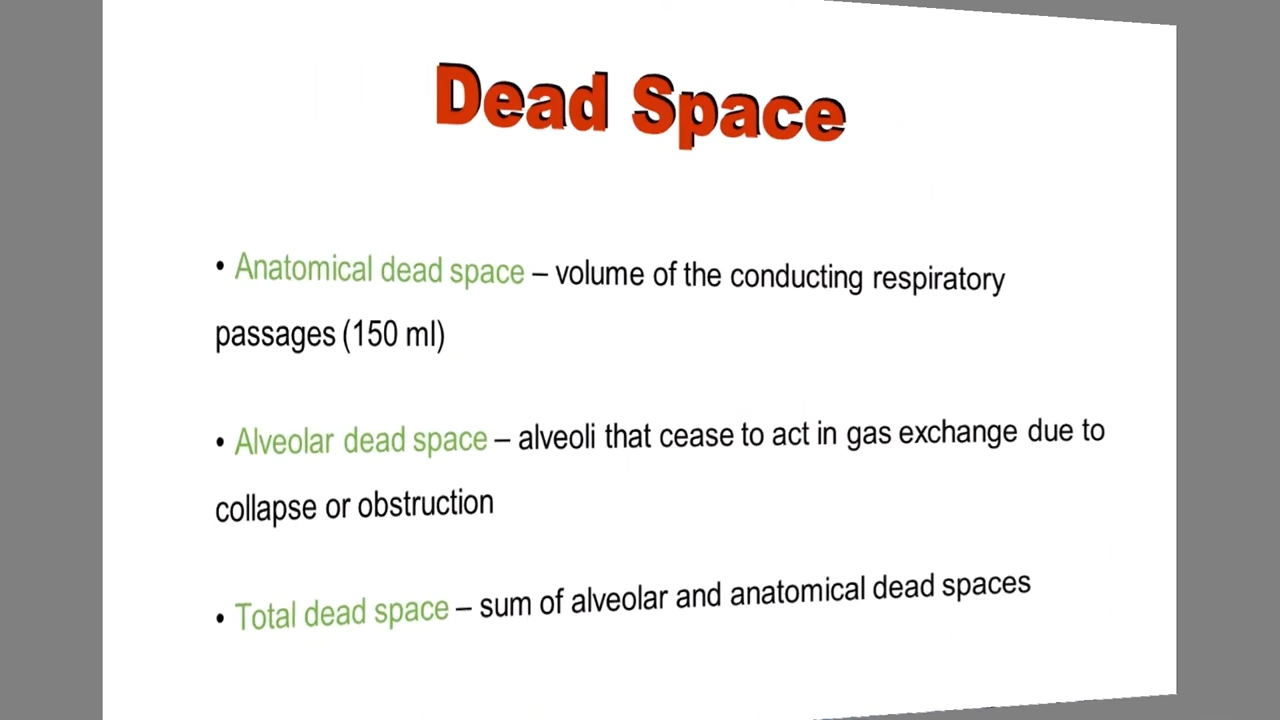 Dead Space
• Anatomical dead space – volume of the conducting respiratory
passages (150 ml)
• Alveolar dead space – alveoli that cease to act in gas exchange due to
collapse or obstruction
• Total dead space – sum of alveolar and anatomical dead spaces